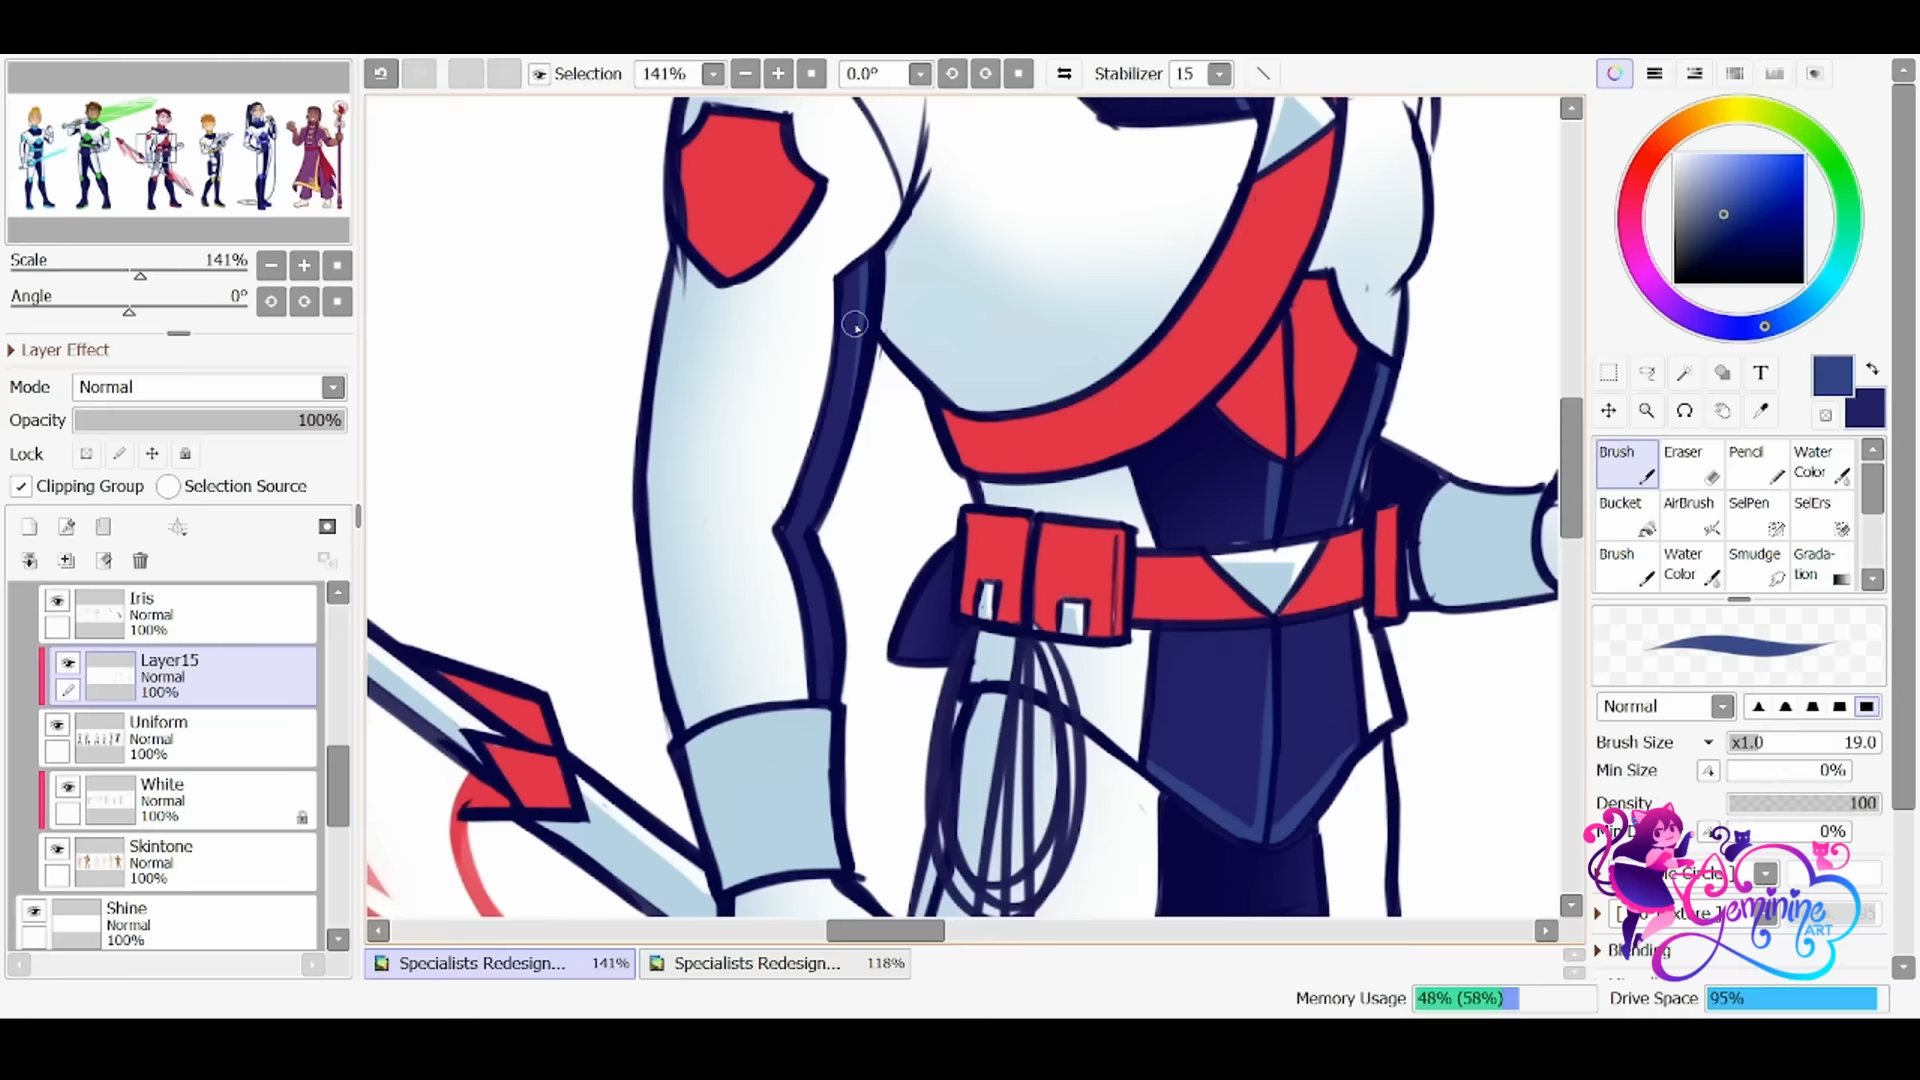 Selection 141% 0.0° Stabilizer 15
Scale 141%
Angle 0°
Layer Effect
Mode Normal
Opacity 100%
Lock
Clipping Group Selection Source
Iris
Normal
100%
Layer15
Normal
100%
Uniform
Normal
100%
White
Normal
100%
Skintone
Normal
100%
Shine
Normal
100%
Specialists Redesign... 141% Specialists Redesign... 118%
T
Brush Eraser Pencil Water Color
Bucket AirBrush SelPen SelErs
Brush Water Color Smudge Grada-tion
Normal
Brush Size x1.0 19.0
Min Size 0%
Density 100
0%
Geminine
ART
Blending
Memory Usage 48% (58%) Drive Space 95%